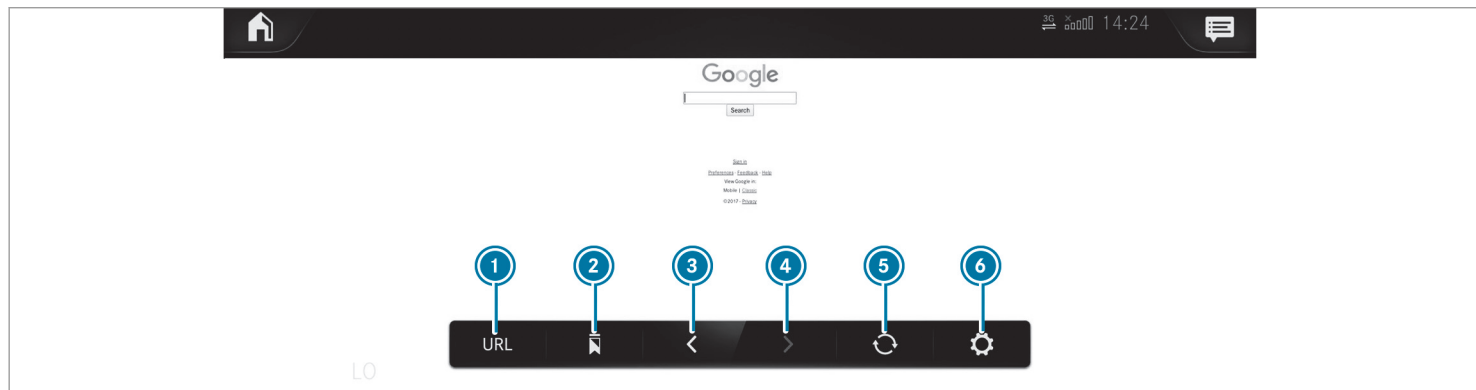 3G 14:24
Google
Search
Sign in
Preferences - Feedback - Help
View Google in:
Mobile | Classic
©2017 - Privacy
1 2 3 4 5 6
URL
LO